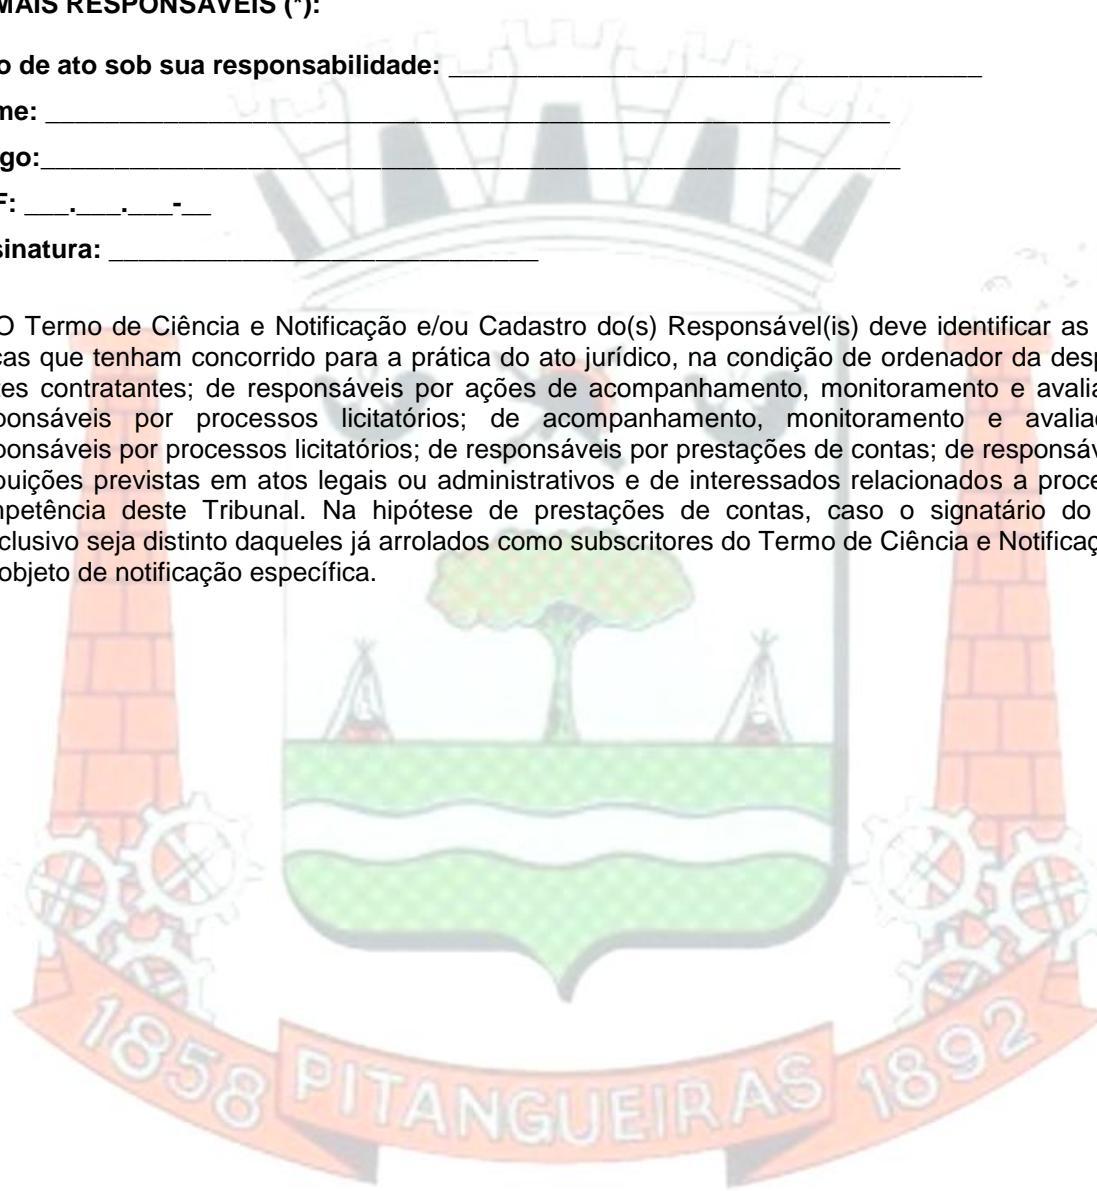 MAIS RESPONSÁVEIS (*):
o de ato sob sua responsabilidade: ____________________________________
me: _________________________________________________________
go:__________________________________________________________
F: ___.___.___-__
sinatura: _____________________________
O Termo de Ciência e Notificação e/ou Cadastro do(s) Responsável(is) deve identificar as
cas que tenham concorrido para a prática do ato jurídico, na condição de ordenador da desp
tes contratantes; de responsáveis por ações de acompanhamento, monitoramento e avalia
ponsáveis por processos licitatórios; de acompanhamento, monitoramento e avaliaç
ponsáveis por processos licitatórios; de responsáveis por prestações de contas; de responsáv
buições previstas em atos legais ou administrativos e de interessados relacionados a proce
mpetência deste Tribunal. Na hipótese de prestações de contas, caso o signatário do
clusivo seja distinto daqueles já arrolados como subscritores do Termo de Ciência e Notificaç
objeto de notificação específica.
1858 PITANGUEIRAS 1892